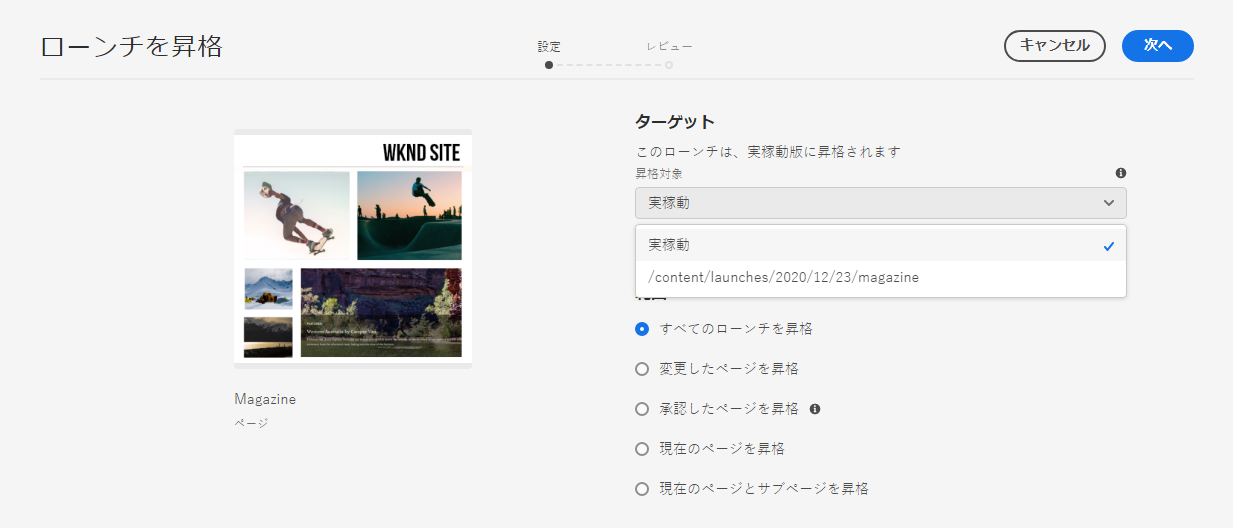 ローンチを昇格
設定
レビュー
キャンセル
次へ
WKND SITE
FEATURED
Western Australia by Camper Van
Magazine
ページ
ターゲット
このローンチは、実稼動版に昇格されます
昇格対象
実稼動
実稼動
/content/launches/2020/12/23/magazine
すべてのローンチを昇格
変更したページを昇格
承認したページを昇格
現在のページを昇格
現在のページとサブページを昇格